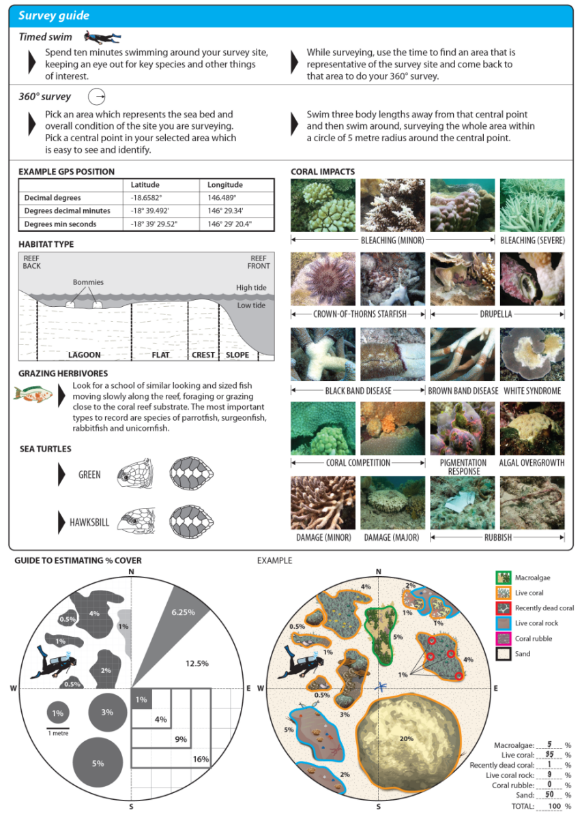 Survey guide
Timed swim
Spend ten minutes swimming around your survey site,
keeping an eye out for key species and other things
of interest.
While surveying, use the time to find an area that is
representative of the survey site and come back to
that area to do your 360° survey.
360° survey
Pick an area which represents the sea bed and
overall condition of the site you are surveying.
Pick a central point in your selected area which
is easy to see and identify.
Swim three body lengths away from that central point
and then swim around, surveying the whole area within
a circle of 5 metre radius around the central point.
EXAMPLE GPS POSITION
Latitude Longitude
Decimal degrees -18.6582° 146.489°
Degrees decimal minutes -18° 39.492' 146° 29.34'
Degrees min seconds -18° 39' 29.52" 146° 29' 20.4"
HABITAT TYPE
REEF BACK
REEF FRONT
Bommies
High tide
Low tide
LAGOON FLAT CREST SLOPE
GRAZING HERBIVORES
Look for a school of similar looking and sized fish
moving slowly along the reef, foraging or grazing
close to the coral reef substrate. The most important
types to record are species of parrotfish, surgeonfish,
rabbitfish and unicornfish.
SEA TURTLES
GREEN
HAWKSBILL
CORAL IMPACTS
BLEACHING (MINOR) BLEACHING (SEVERE)
CROWN-OF-THORNS STARFISH DRUPELLA
BLACK BAND DISEASE BROWN BAND DISEASE WHITE SYNDROME
CORAL COMPETITION PIGMENTATION RESPONSE ALGAL OVERGROWTH
DAMAGE (MINOR) DAMAGE (MAJOR) RUBBISH
GUIDE TO ESTIMATING % COVER
N
4%
0.5%
1%
6.25%
1%
12.5%
2%
0.5%
W
E
1%
1 metre
3%
5%
1%
4%
9%
16%
S
EXAMPLE
N
4%
2%
1%
1%
0.5%
5%
1%
4%
1%
W
E
0.5%
3%
5%
20%
2%
S
Macroalgae
Live coral
Recently dead coral
Live coral rock
Coral rubble
Sand
Macroalgae: 5 %
Live coral: 35 %
Recently dead coral: 1 %
Live coral rock: 9 %
Coral rubble: 0 %
Sand: 50 %
TOTAL: 100 %